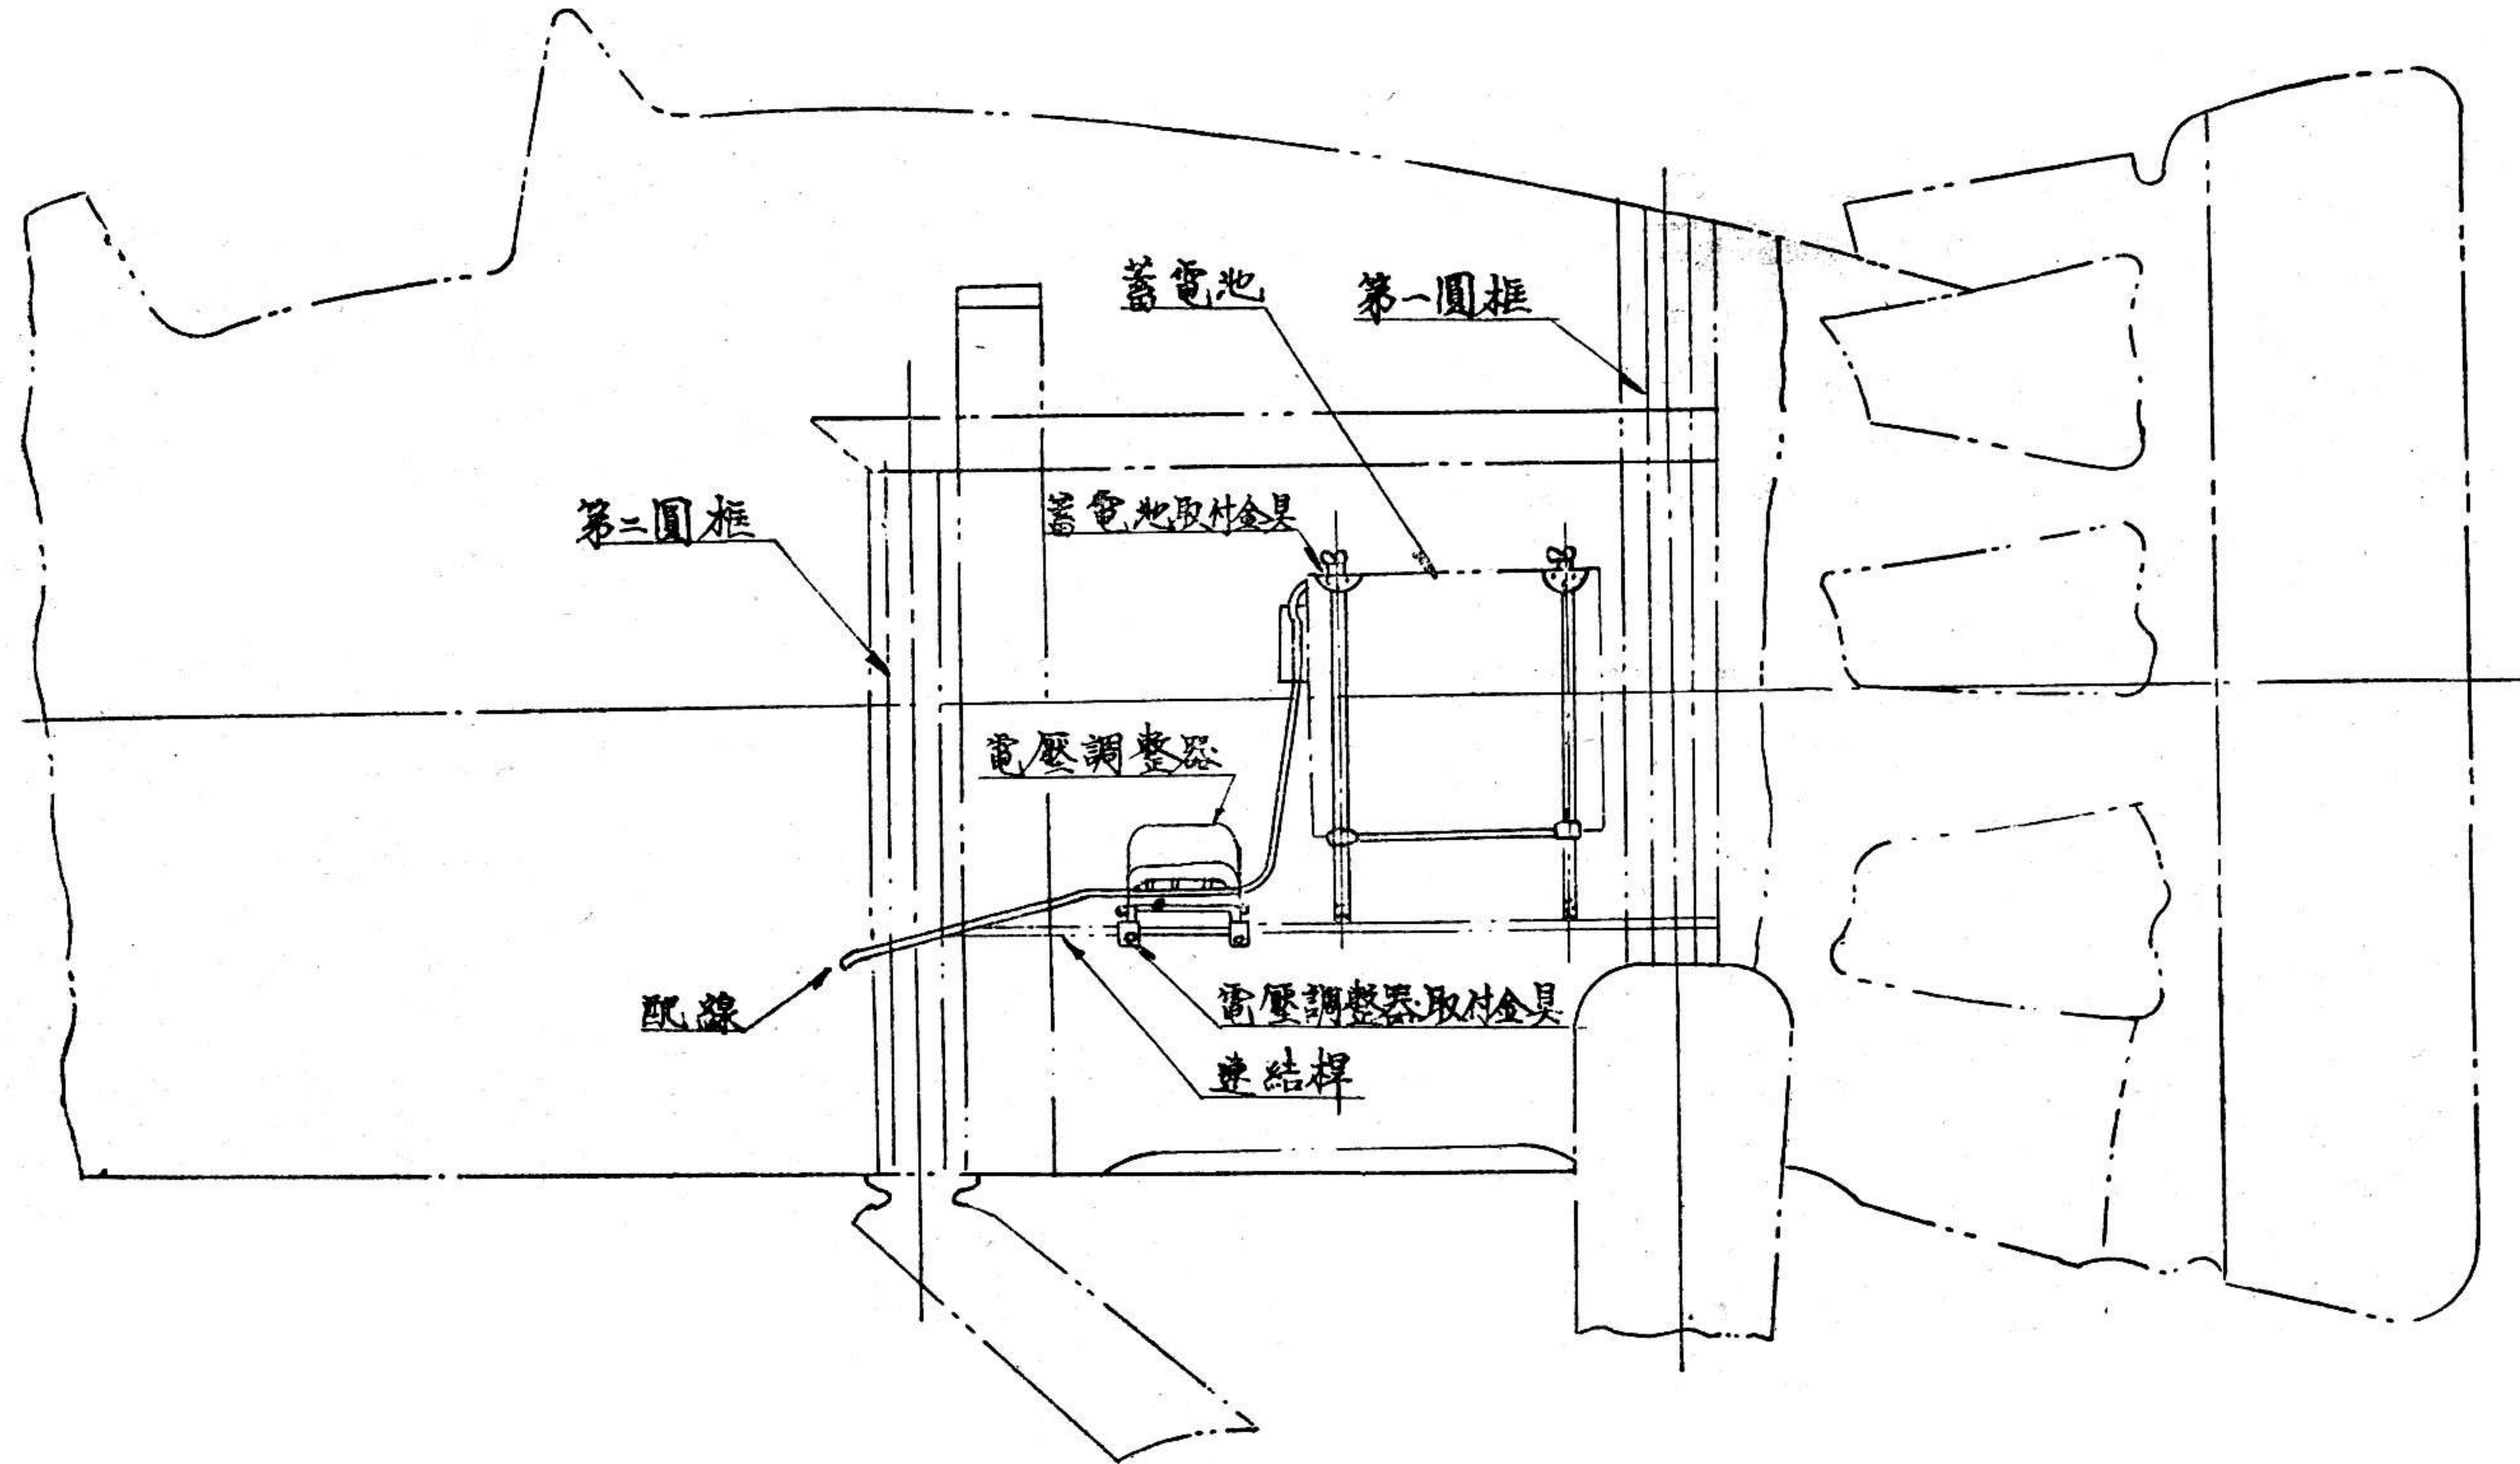 蓄電池
第一圓框
第二圓框
蓄電池取付金具
電壓調整器
配線
電壓調整器取付金具
連結桿